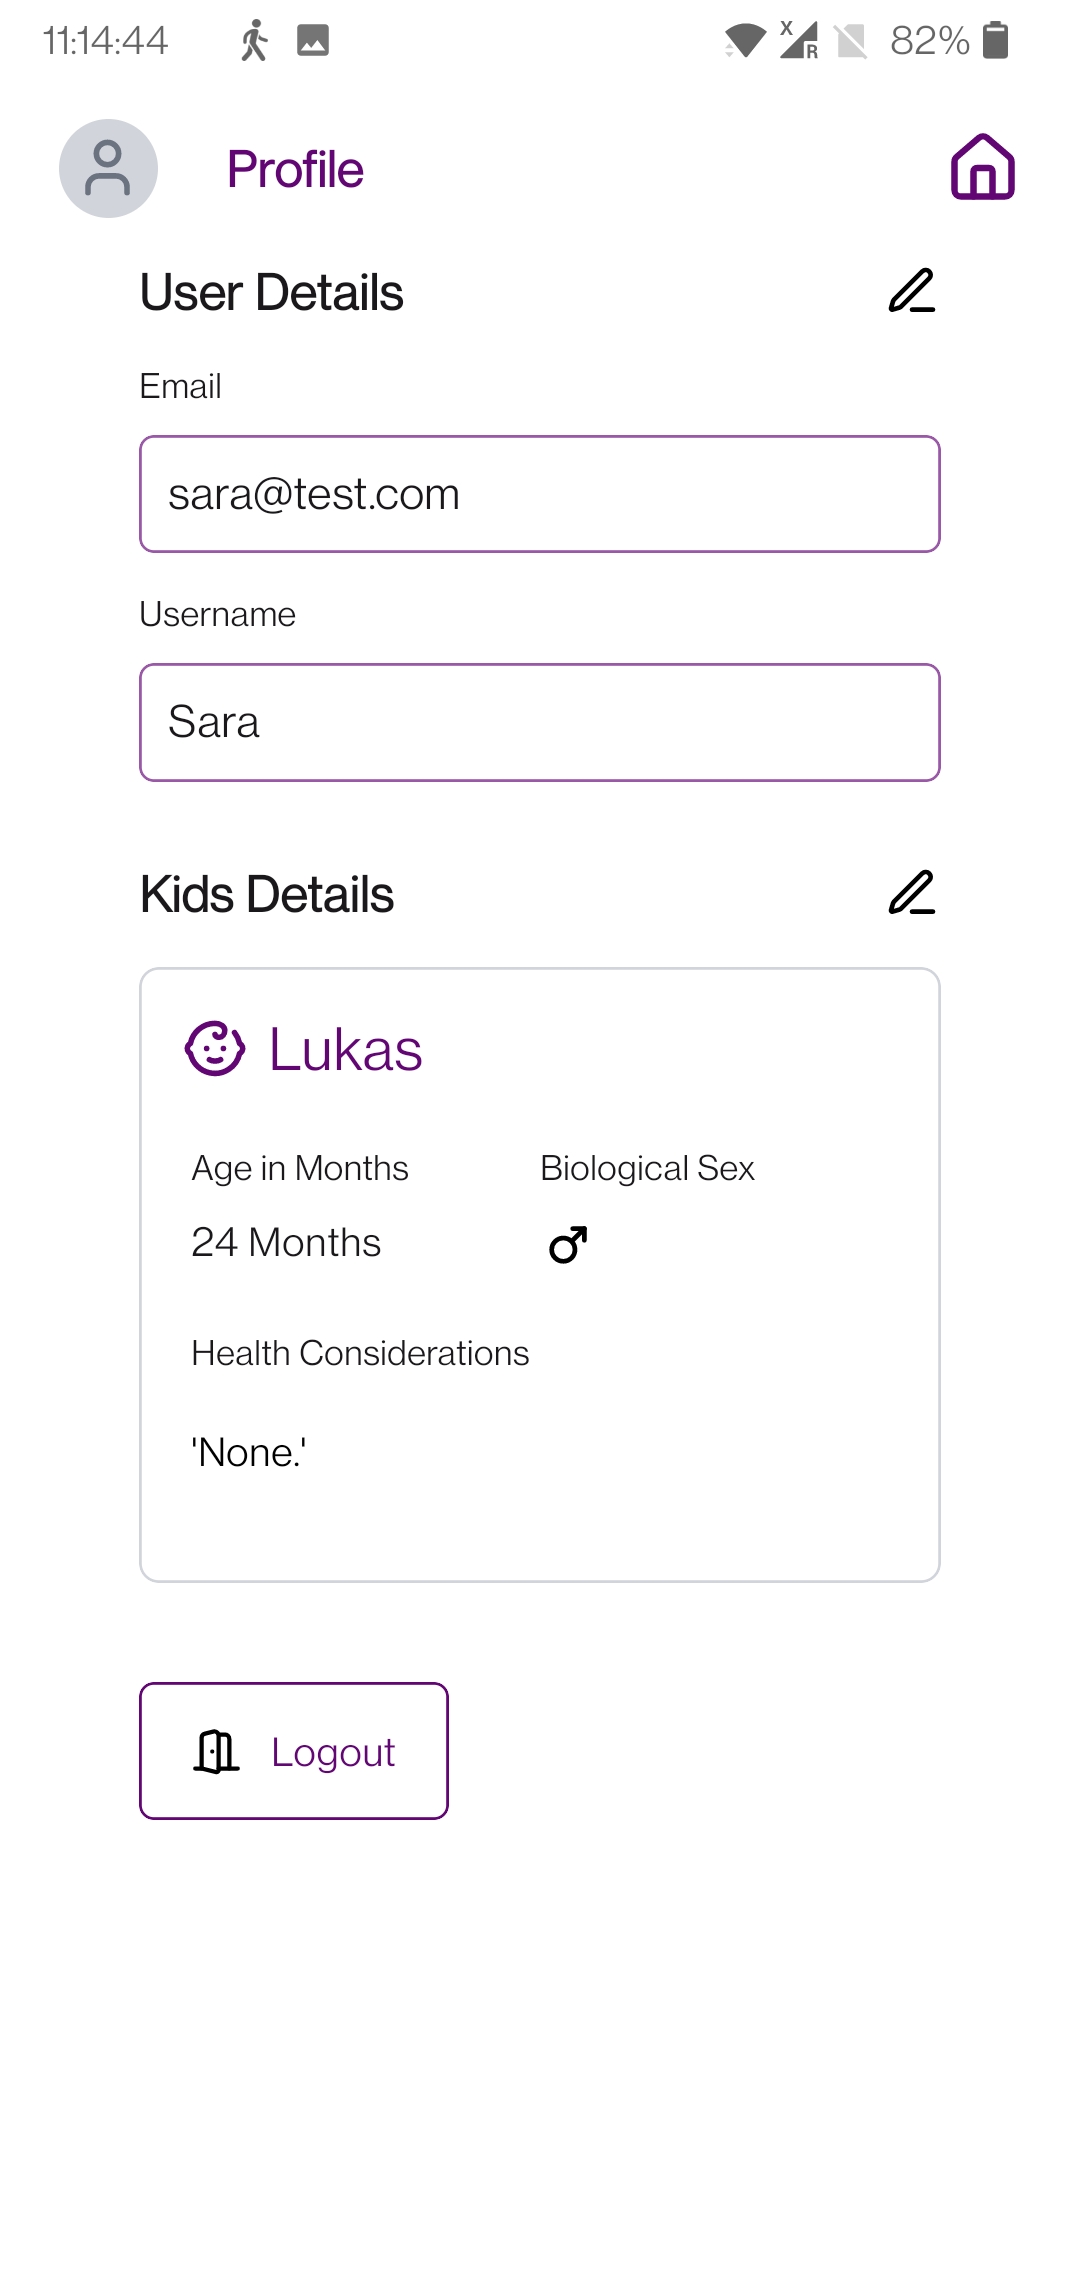 11:14:44 82%
Profile
User Details
Email
sara@test.com
Username
Sara
Kids Details
Lukas
Age in Months Biological Sex
24 Months
Health Considerations
'None.'
Logout